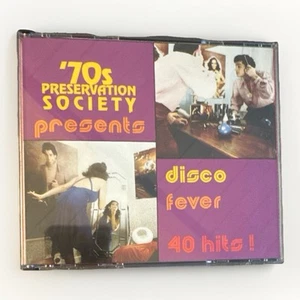 '70s
PRESERVATION
SOCIETY
presents
disco
fever
40 hits!